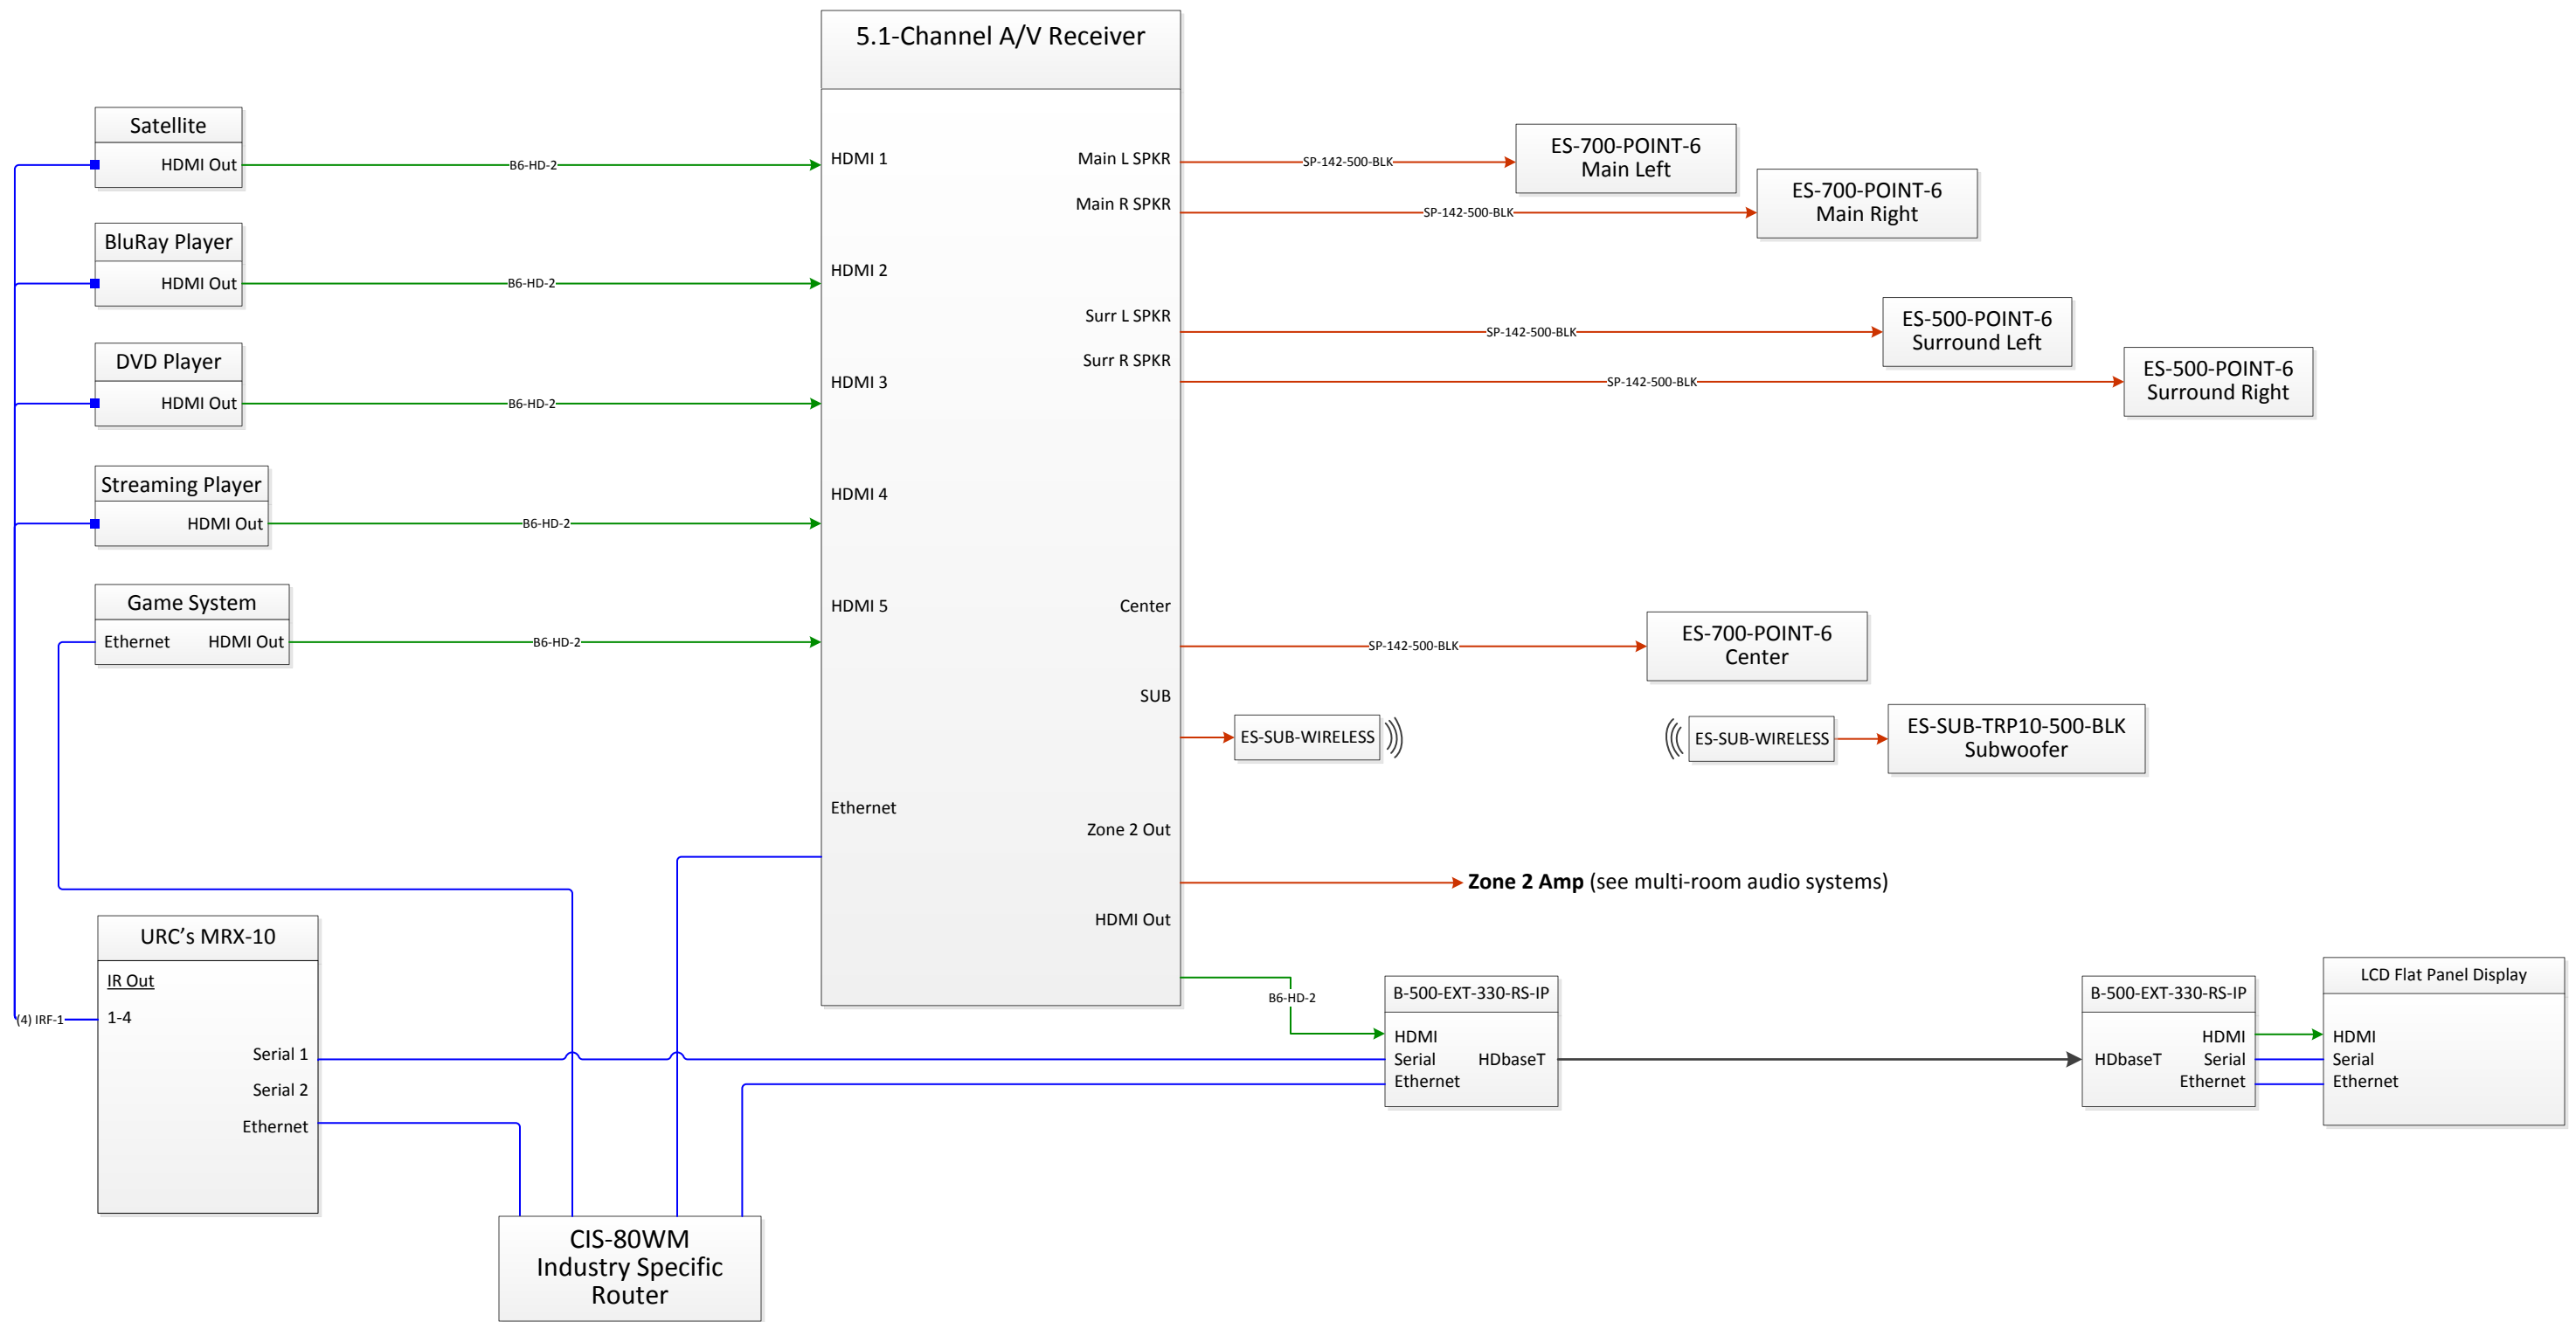 5.1-Channel A/V Receiver
Satellite
HDMI Out
B6-HD-2
BluRay Player
HDMI Out
B6-HD-2
DVD Player
HDMI Out
B6-HD-2
Streaming Player
HDMI Out
B6-HD-2
Game System
Ethernet
HDMI Out
B6-HD-2
HDMI 1
HDMI 2
HDMI 3
HDMI 4
HDMI 5
Ethernet
Main L SPKR
Main R SPKR
Surr L SPKR
Surr R SPKR
Center
SUB
Zone 2 Out
HDMI Out
SP-142-500-BLK
ES-700-POINT-6
Main Left
SP-142-500-BLK
ES-700-POINT-6
Main Right
SP-142-500-BLK
ES-500-POINT-6
Surround Left
SP-142-500-BLK
ES-500-POINT-6
Surround Right
SP-142-500-BLK
ES-700-POINT-6
Center
ES-SUB-WIRELESS
ES-SUB-WIRELESS
ES-SUB-TRP10-500-BLK
Subwoofer
Zone 2 Amp (see multi-room audio systems)
URC’s MRX-10
IR Out
(4) IRF-1
1-4
Serial 1
Serial 2
Ethernet
CIS-80WM
Industry Specific
Router
B6-HD-2
B-500-EXT-330-RS-IP
HDMI
Serial
Ethernet
HDbaseT
B-500-EXT-330-RS-IP
HDbaseT
HDMI
Serial
Ethernet
LCD Flat Panel Display
HDMI
Serial
Ethernet